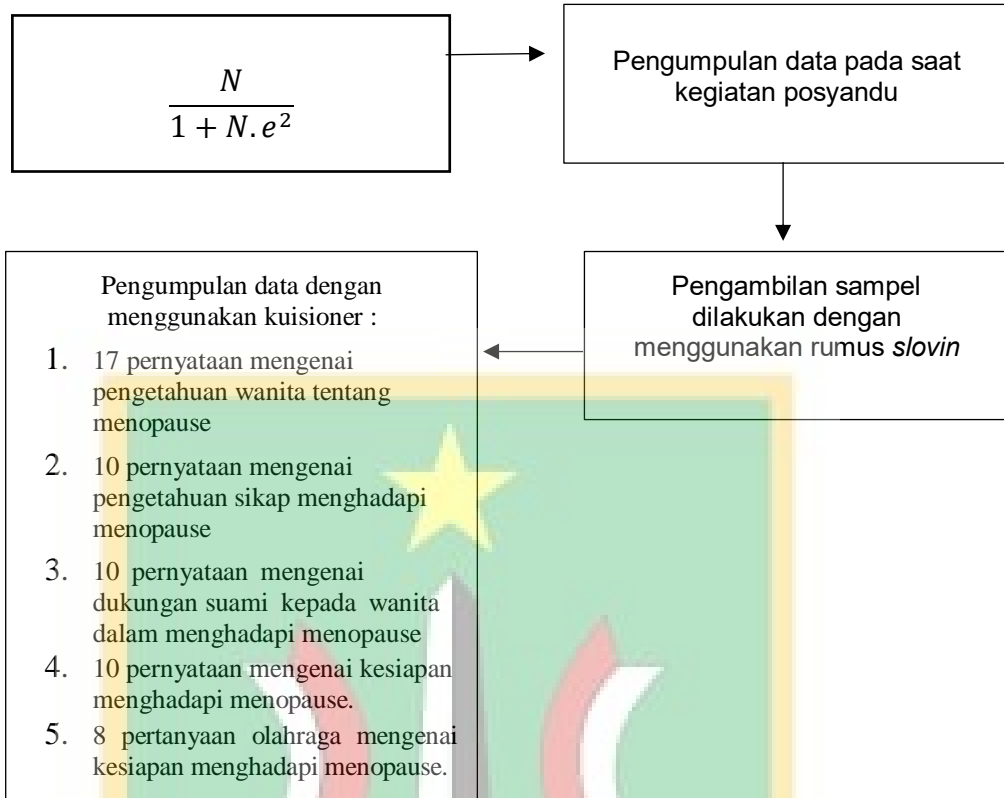 N
1 + N. e²
Pengumpulan data pada saat
kegiatan posyandu
Pengambilan sampel
dilakukan dengan
menggunakan rumus slovin
Pengumpulan data dengan
menggunakan kuisioner :
1. 17 pernyataan mengenai
pengetahuan wanita tentang
menopause
2. 10 pernyataan mengenai
pengetahuan sikap menghadapi
menopause
3. 10 pernyataan mengenai
dukungan suami kepada wanita
dalam menghadapi menopause
4. 10 pernyataan mengenai kesiapan
menghadapi menopause.
5. 8 pertanyaan olahraga mengenai
kesiapan menghadapi menopause.